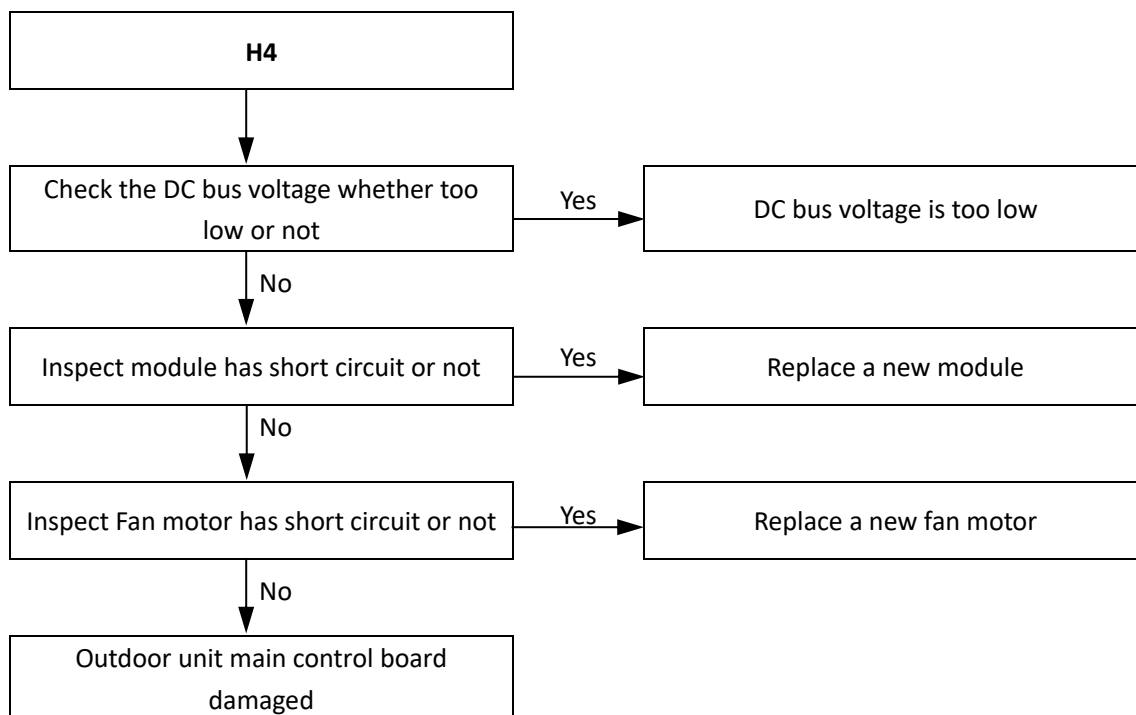 H4
Check the DC bus voltage whether too
low or not
Yes
DC bus voltage is too low
No
Inspect module has short circuit or not
Yes
Replace a new module
No
Inspect Fan motor has short circuit or not
Yes
Replace a new fan motor
No
Outdoor unit main control board
damaged